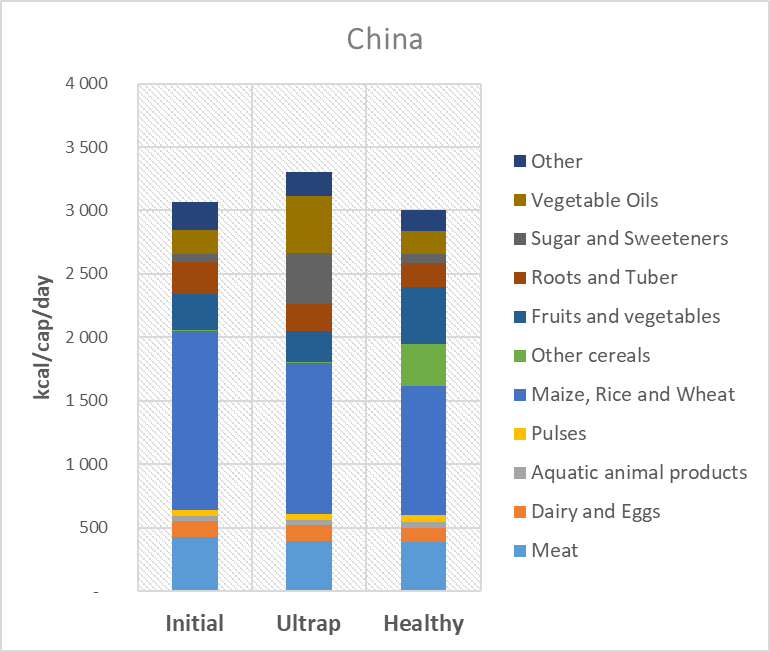 China
4 000
3 500
3 000
2 500
2 000
1 500
1 000
500
-
kcal/cap/day
Initial
Ultrap
Healthy
Other
Vegetable Oils
Sugar and Sweeteners
Roots and Tuber
Fruits and vegetables
Other cereals
Maize, Rice and Wheat
Pulses
Aquatic animal products
Dairy and Eggs
Meat